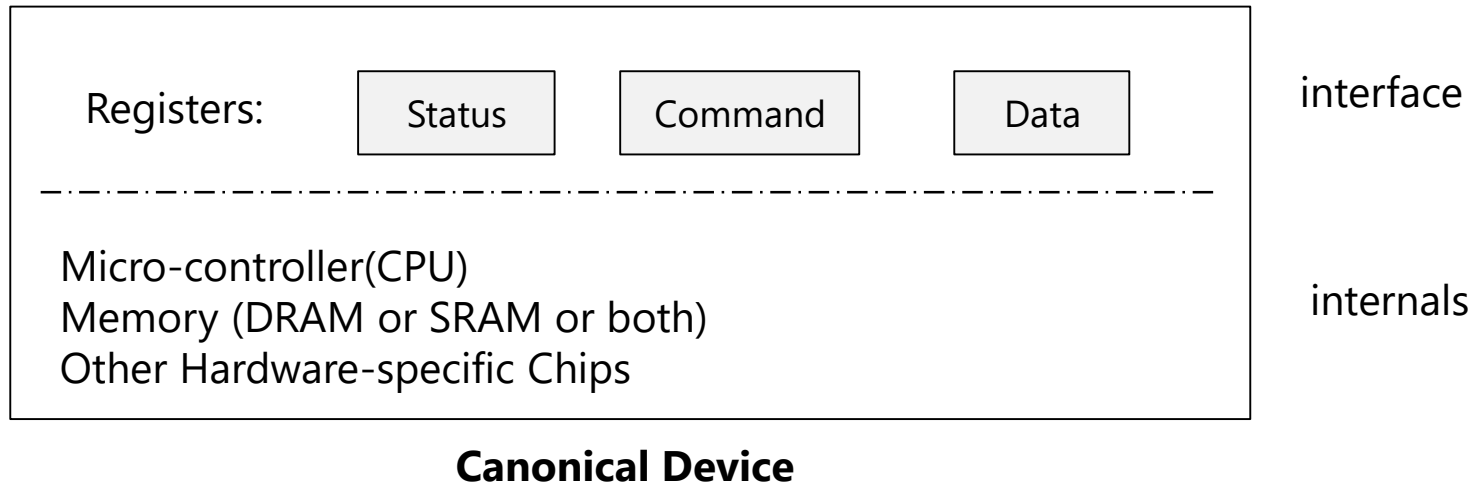 Registers: Status Command Data
interface
Micro-controller(CPU)
Memory (DRAM or SRAM or both)
Other Hardware-specific Chips
internals
Canonical Device